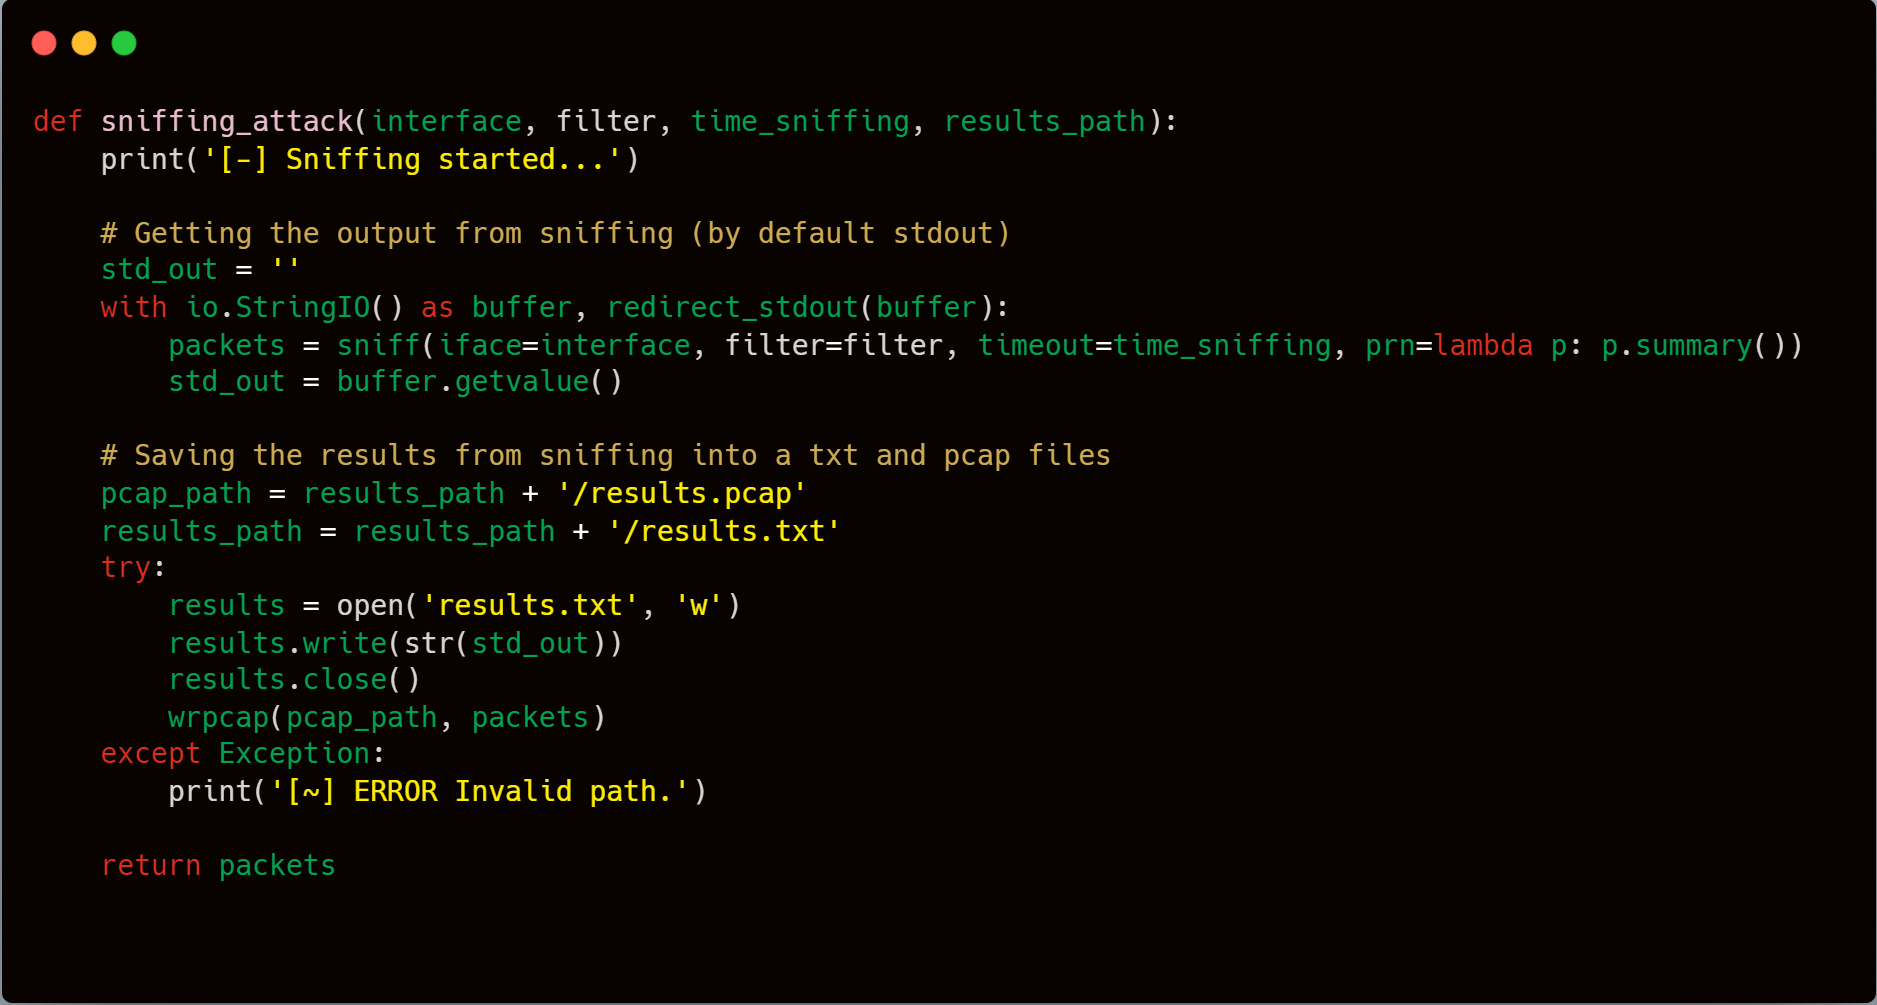 def sniffing_attack(interface, filter, time_sniffing, results_path):
    print('[-] Sniffing started...')

    # Getting the output from sniffing (by default stdout)
    std_out = ''
    with io.StringIO() as buffer, redirect_stdout(buffer):
        packets = sniff(iface=interface, filter=filter, timeout=time_sniffing, prn=lambda p: p.summary())
        std_out = buffer.getvalue()

    # Saving the results from sniffing into a txt and pcap files
    pcap_path = results_path + '/results.pcap'
    results_path = results_path + '/results.txt'
    try:
        results = open('results.txt', 'w')
        results.write(str(std_out))
        results.close()
        wrpcap(pcap_path, packets)
    except Exception:
        print('[~] ERROR Invalid path.')

    return packets